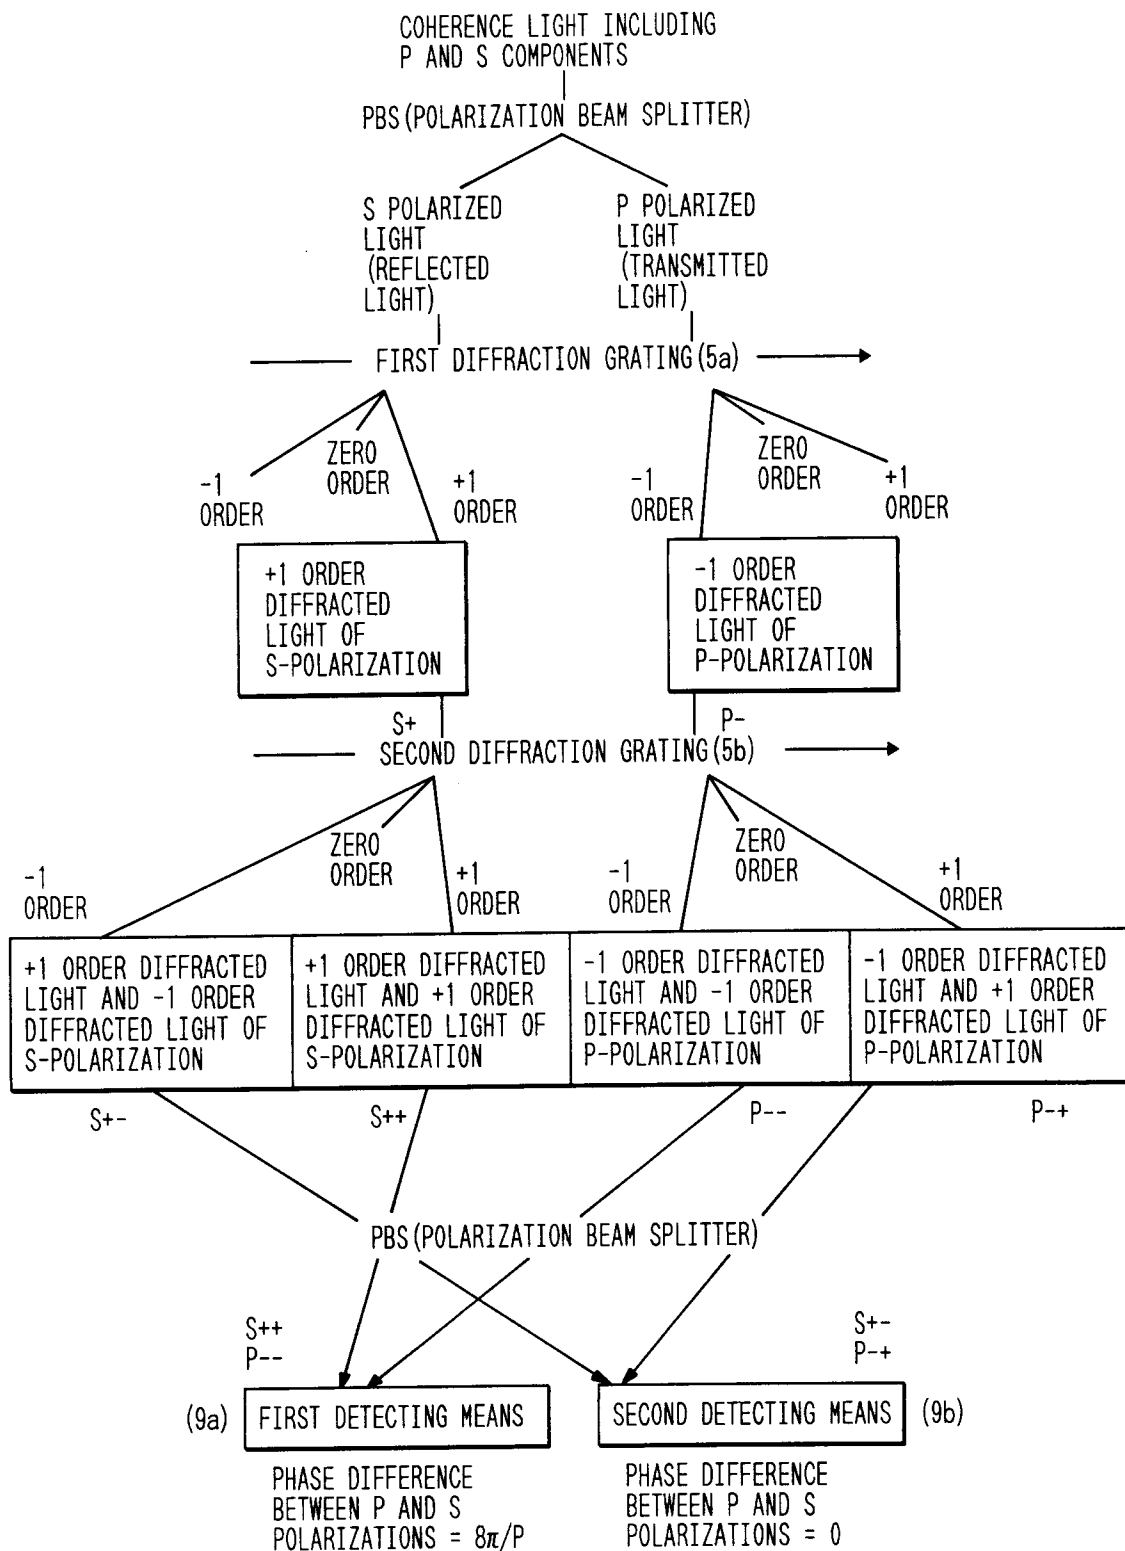 COHERENCE LIGHT INCLUDING
P AND S COMPONENTS
PBS(POLARIZATION BEAM SPLITTER)
S POLARIZED
LIGHT
(REFLECTED
LIGHT)
P POLARIZED
LIGHT
(TRANSMITTED
LIGHT)
FIRST DIFFRACTION GRATING(5a)
-1
ORDER
ZERO
ORDER
+1
ORDER
-1
ORDER
ZERO
ORDER
+1
ORDER
+1 ORDER
DIFFRACTED
LIGHT OF
S-POLARIZATION
-1 ORDER
DIFFRACTED
LIGHT OF
P-POLARIZATION
S+
P-
SECOND DIFFRACTION GRATING(5b)
-1
ORDER
ZERO
ORDER
+1
ORDER
-1
ORDER
ZERO
ORDER
+1
ORDER
+1 ORDER DIFFRACTED
LIGHT AND -1 ORDER
DIFFRACTED LIGHT OF
S-POLARIZATION
+1 ORDER DIFFRACTED
LIGHT AND +1 ORDER
DIFFRACTED LIGHT OF
S-POLARIZATION
-1 ORDER DIFFRACTED
LIGHT AND -1 ORDER
DIFFRACTED LIGHT OF
P-POLARIZATION
-1 ORDER DIFFRACTED
LIGHT AND +1 ORDER
DIFFRACTED LIGHT OF
P-POLARIZATION
S+-
S++
P--
P-+
PBS(POLARIZATION BEAM SPLITTER)
S++
P--
S+-
P-+
(9a)
FIRST DETECTING MEANS
SECOND DETECTING MEANS
(9b)
PHASE DIFFERENCE
BETWEEN P AND S
POLARIZATIONS = 8π/P
PHASE DIFFERENCE
BETWEEN P AND S
POLARIZATIONS = 0